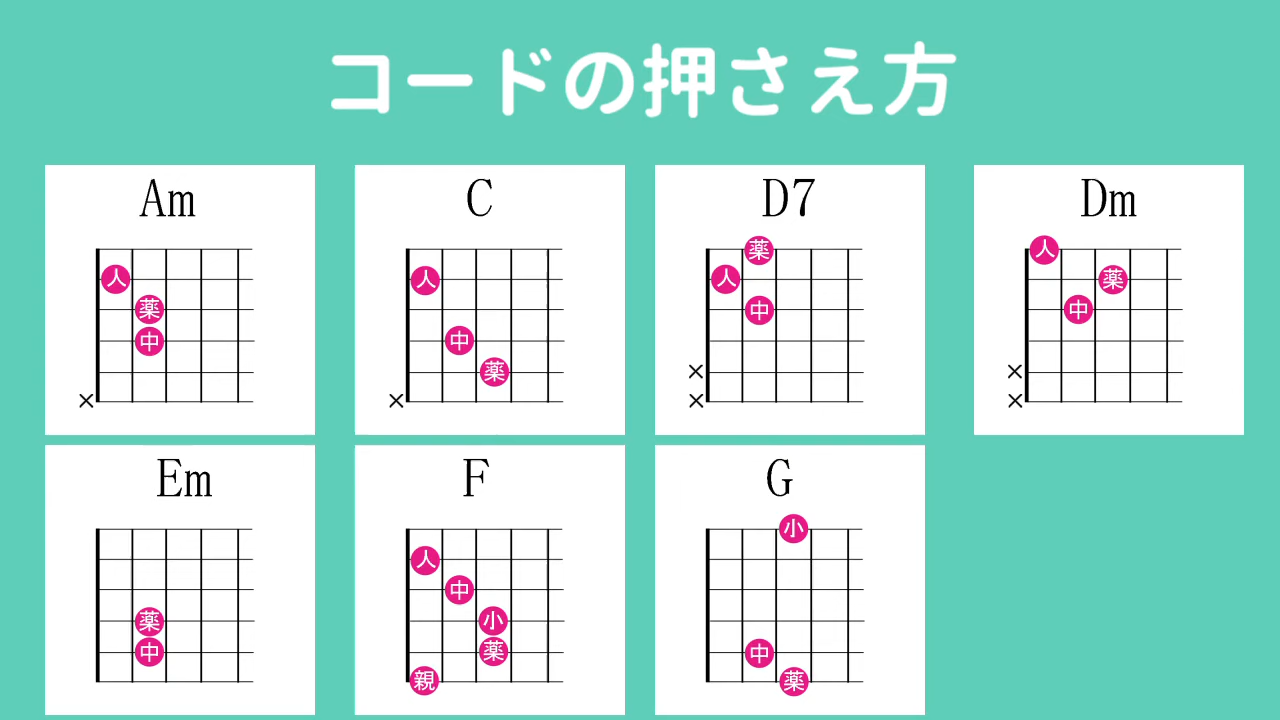 コードの押さえ方
Am
人
薬
中
×
C
人
中
薬
×
D7
薬
人
中
×
×
Dm
人
薬
中
×
×
Em
薬
中
F
人
中
小
薬
親
G
小
中
薬